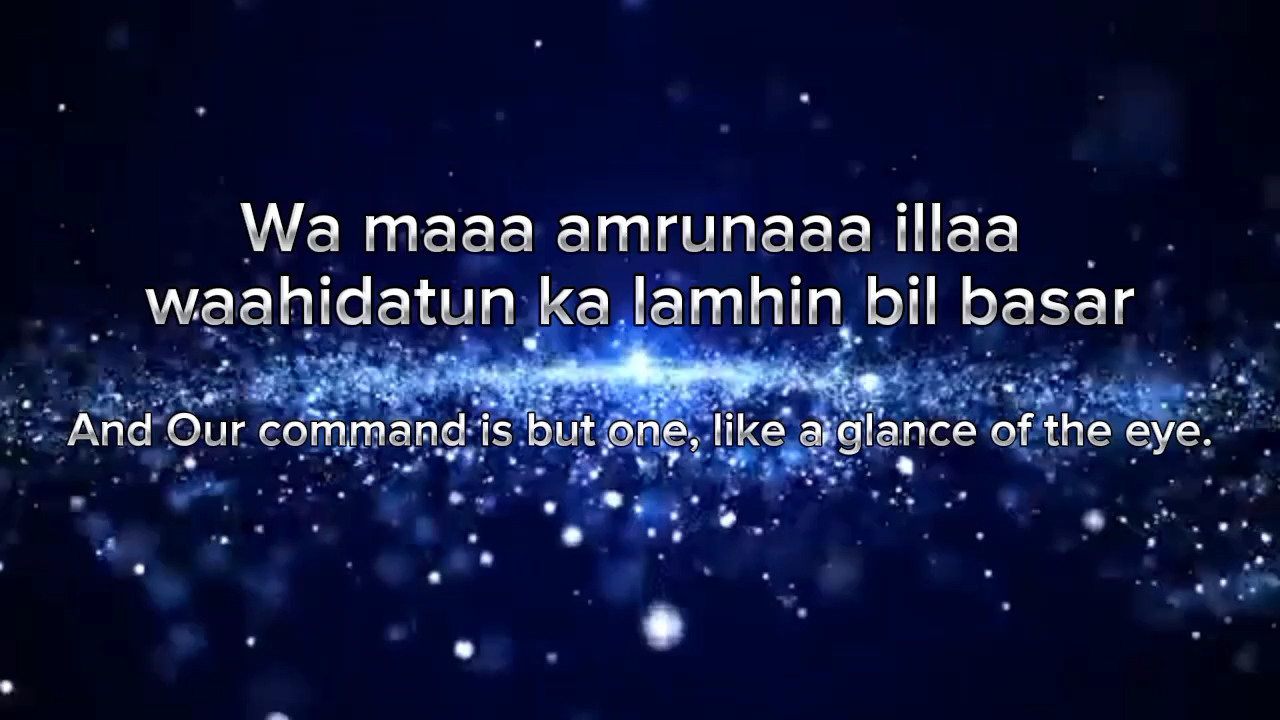 Wa maaa amrunaaa illaa
waahidatun ka lamhin bil basar
And Our command is but one, like a glance of the eye.